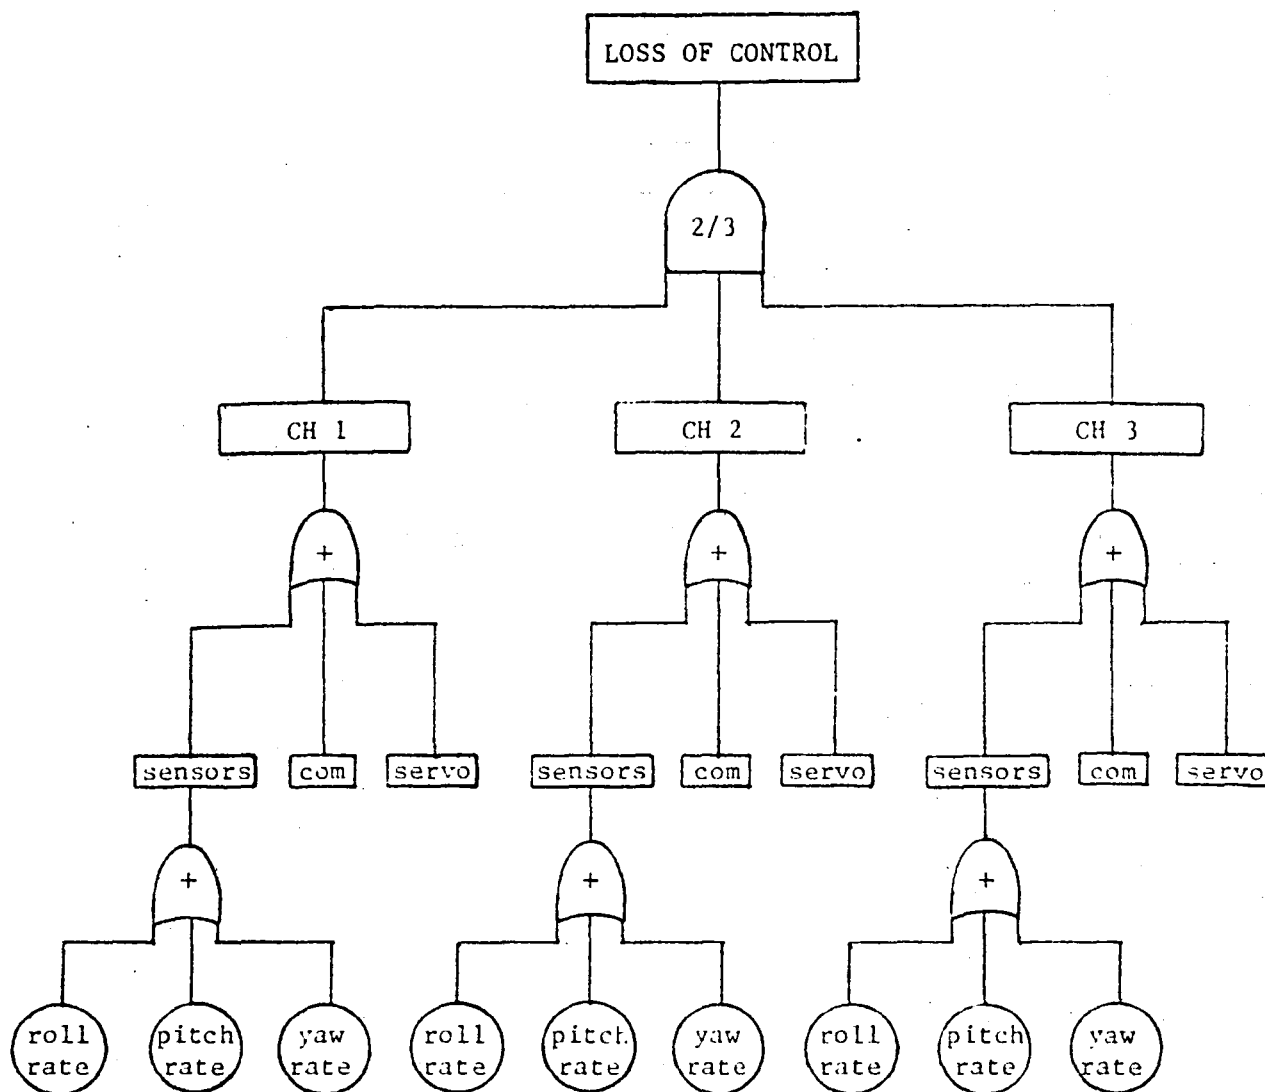 LOSS OF CONTROL
2/3
CH 1
CH 2
CH 3
+
+
+
sensors
com
servo
sensors
com
servo
sensors
com
servo
+
+
+
roll
rate
pitch
rate
yaw
rate
roll
rate
pitch
rate
yaw
rate
roll
rate
pitch
rate
yaw
rate